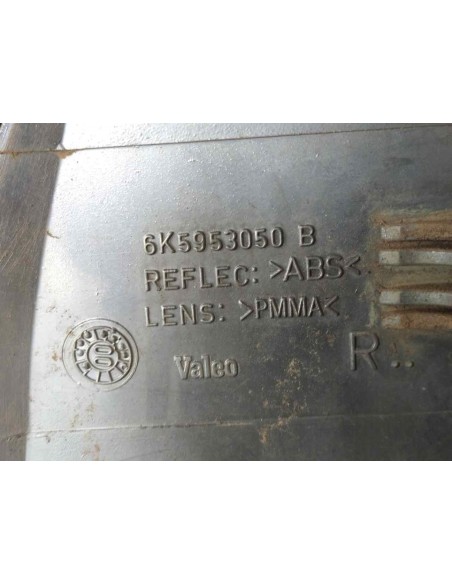 6K5953050 B
REFLEC: >ABS<
LENS: >PMMA<
Valeo
R..